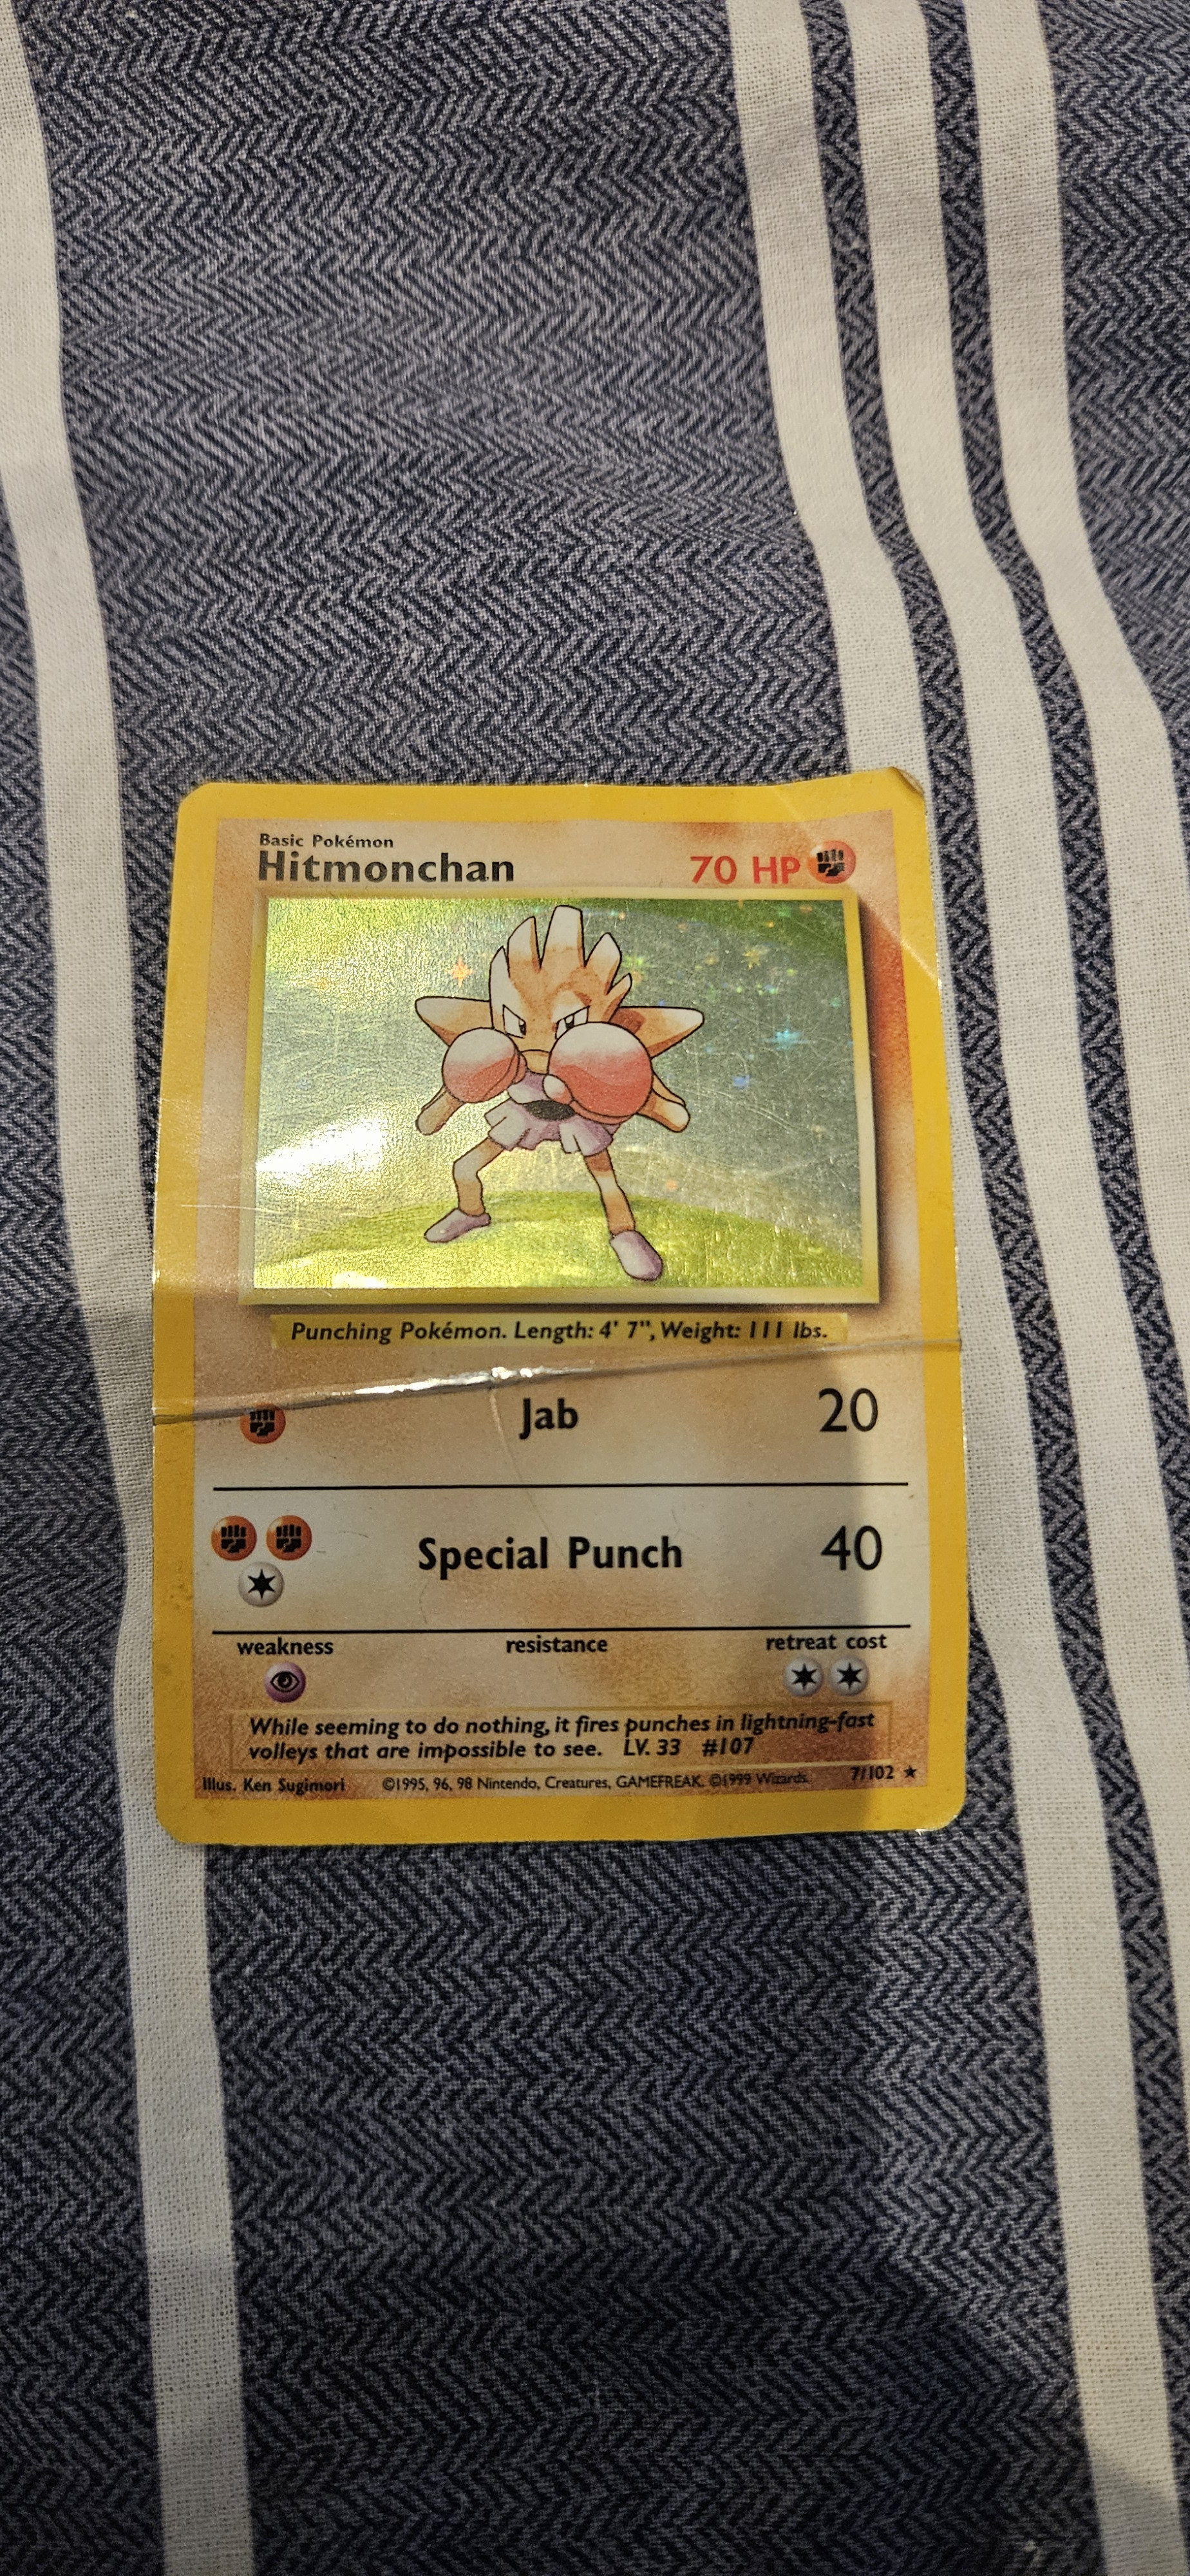 Basic Pokémon
Hitmonchan 70 HP
Punching Pokémon. Length: 4' 7", Weight: 111 lbs.
Jab 20
Special Punch 40
weakness resistance retreat cost
While seeming to do nothing, it fires punches in lightning-fast
volleys that are impossible to see. LV. 33 #107
Illus. Ken Sugimori ©1995, 96, 98 Nintendo, Creatures, GAMEFREAK. ©1999 Wizards. 7/102 ★